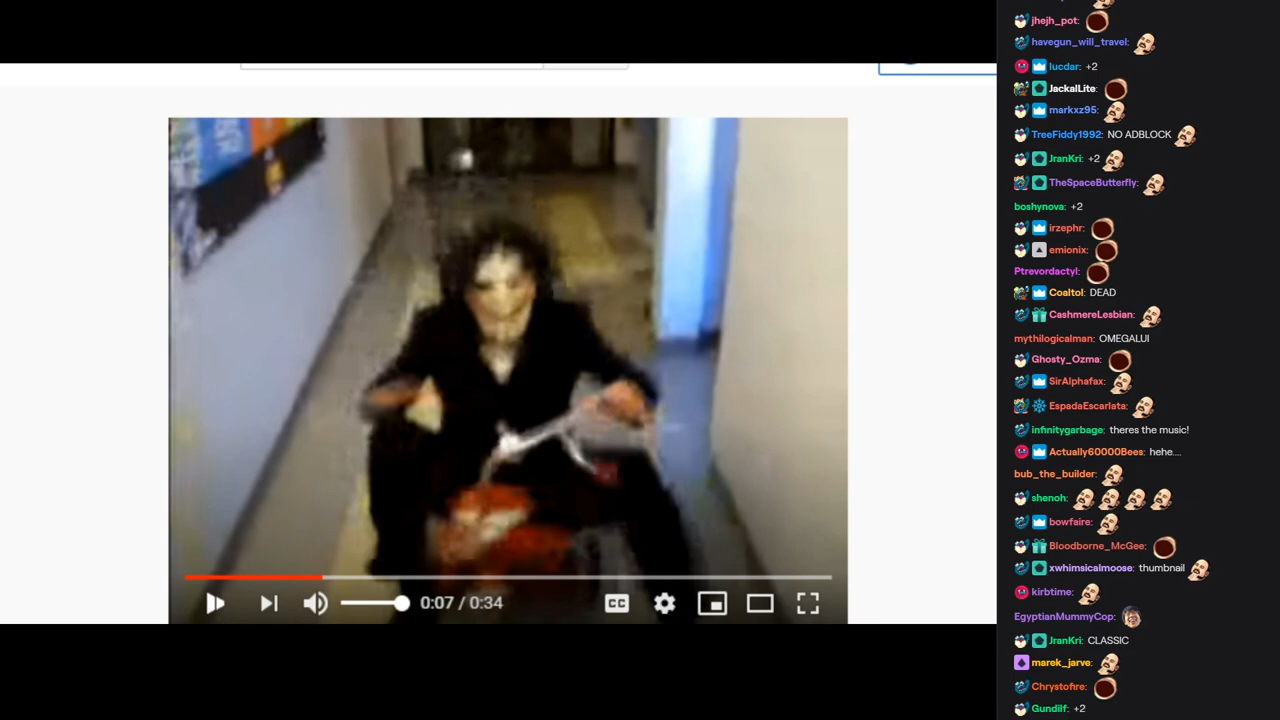 jhejh_pot:
havegun_will_travel:
lucdar: +2
JackalLite:
markxz95:
TreeFiddy1992: NO ADBLOCK
JranKri: +2
TheSpaceButterfly:
boshynova: +2
irzephr:
emionix:
Ptrevordactyl:
Coaltol: DEAD
CashmereLesbian:
mythilogicalman: OMEGALUI
Ghosty_Ozma:
SirAlphafax:
EspadaEscarlata:
infinitygarbage: theres the music!
Actually60000Bees: hehe....
bub_the_builder:
shenoh:
bowfaire:
Bloodborne_McGee:
xwhimsicalmoose: thumbnail
kirbtime:
EgyptianMummyCop:
JranKri: CLASSIC
marek_jarve:
Chrystofire:
Gundilf: +2
0:07 / 0:34
CC